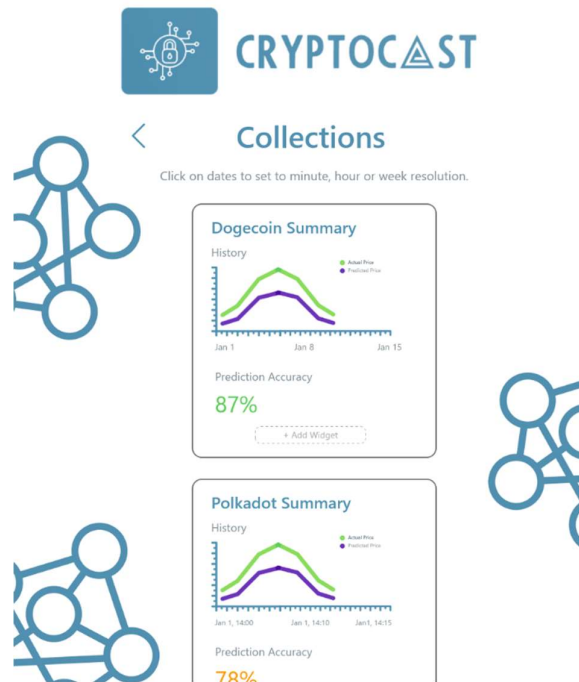 CRYPTOCAST
Collections
Click on dates to set to minute, hour or week resolution.
Dogecoin Summary
History
Actual Price
Predicted Price
Jan 1 Jan 8 Jan 15
Prediction Accuracy
87%
+ Add Widget
Polkadot Summary
History
Actual Price
Predicted Price
Jan 1, 14:00 Jan 1, 14:10 Jan1, 14:15
Prediction Accuracy
78%